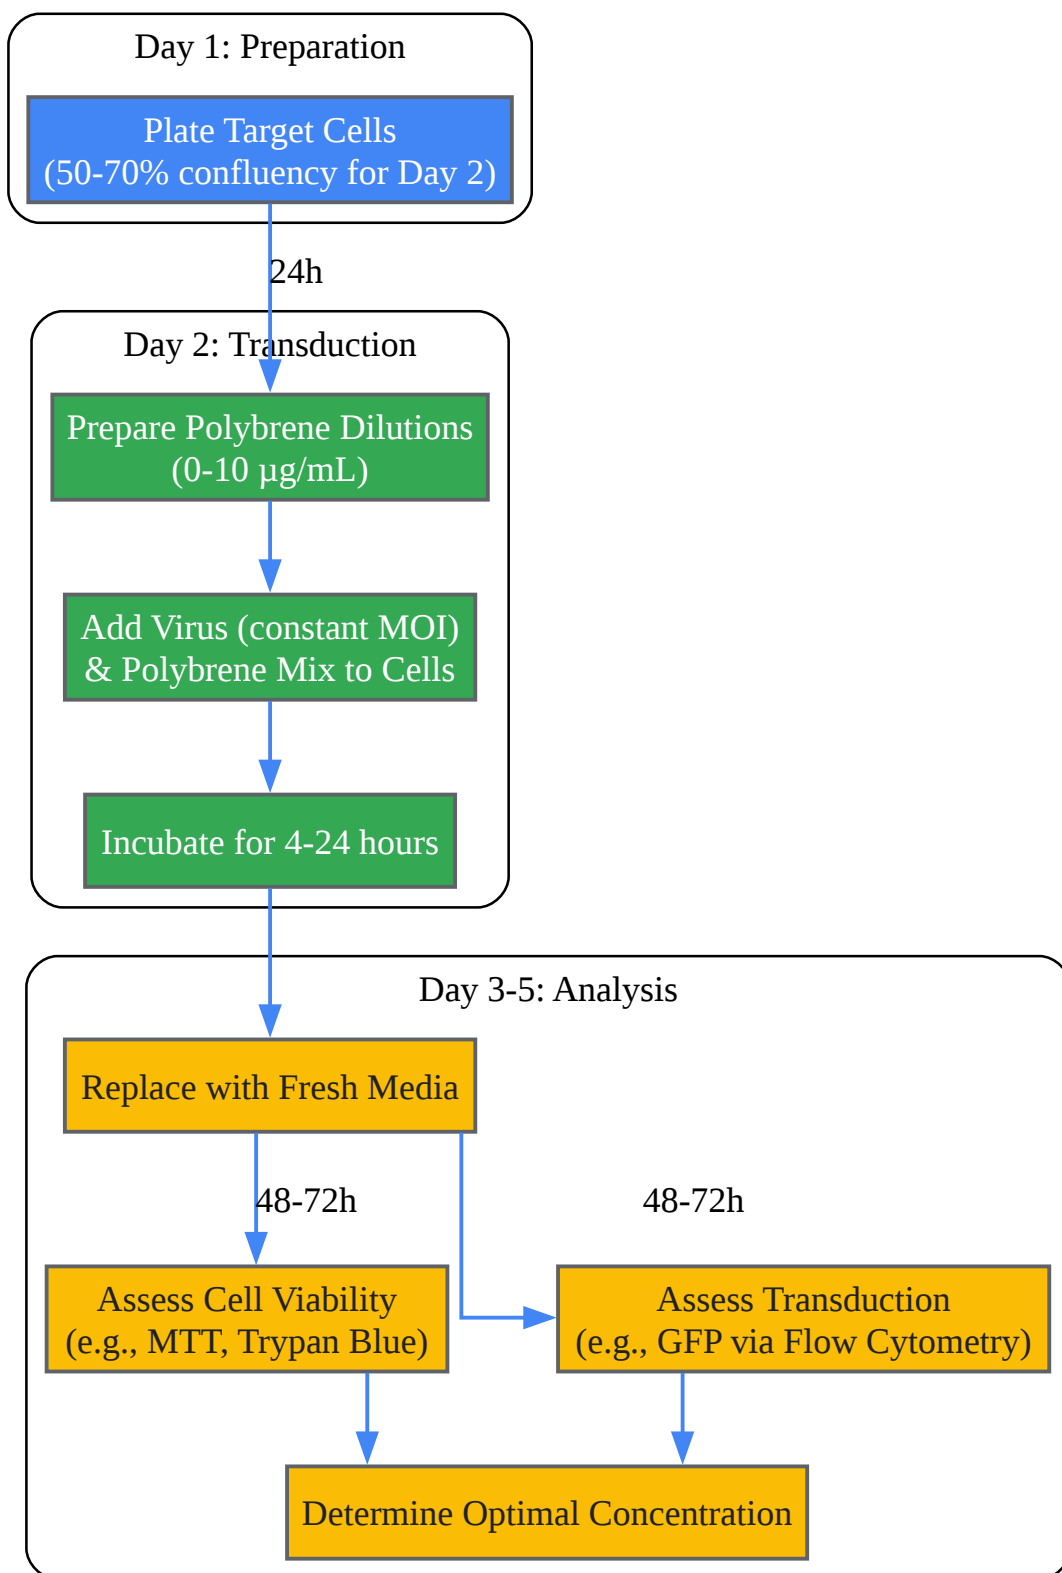 Day 1: Preparation
Plate Target Cells
(50-70% confluency for Day 2)
24h
Day 2: Transduction
Prepare Polybrene Dilutions
(0-10 µg/mL)
Add Virus (constant MOI)
& Polybrene Mix to Cells
Incubate for 4-24 hours
Day 3-5: Analysis
Replace with Fresh Media
48-72h
48-72h
Assess Cell Viability
(e.g., MTT, Trypan Blue)
Assess Transduction
(e.g., GFP via Flow Cytometry)
Determine Optimal Concentration